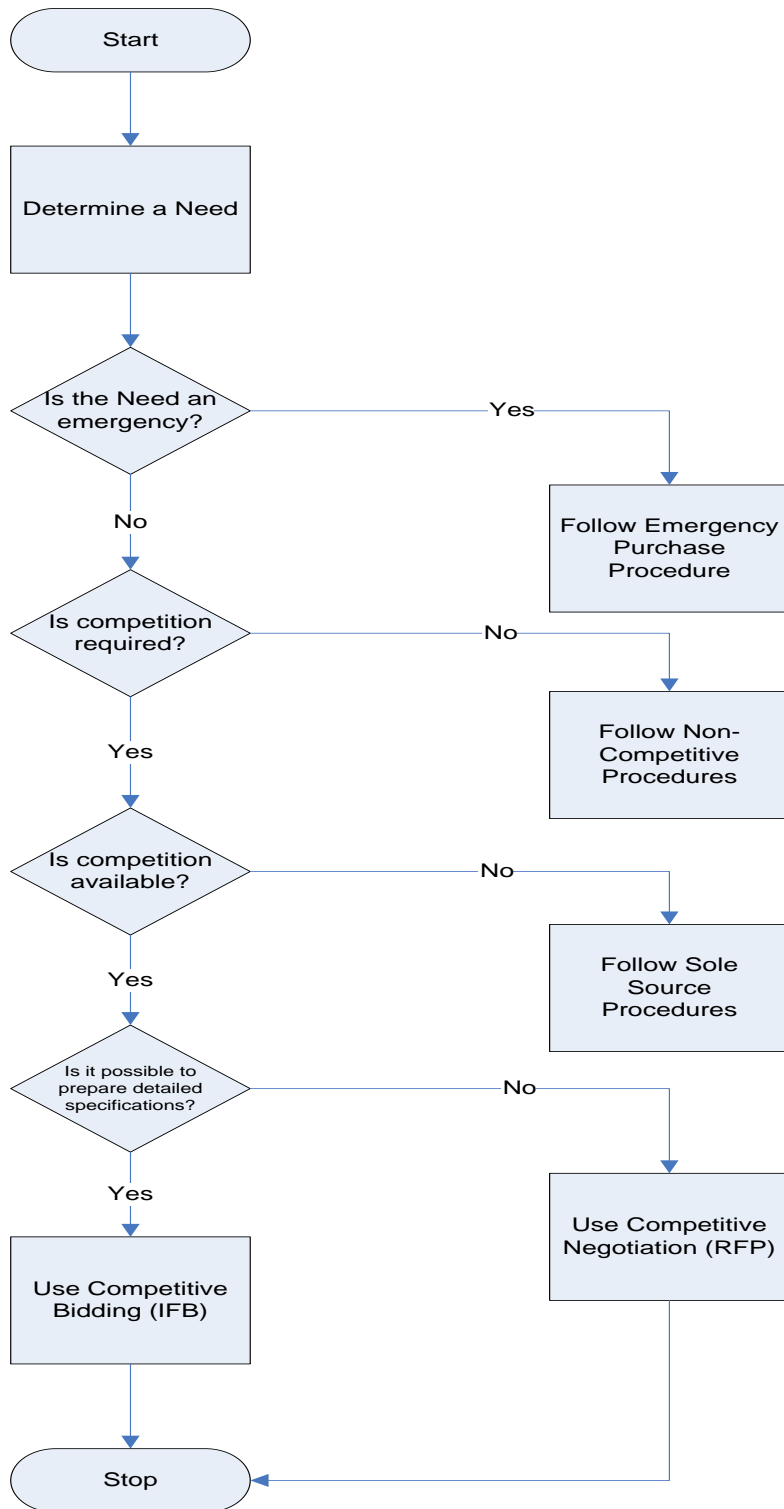 Start
Determine a Need
Is the Need an
emergency?
Yes
Follow Emergency
Purchase
Procedure
No
Is competition
required?
No
Follow Non-
Competitive
Procedures
Yes
Is competition
available?
No
Follow Sole
Source
Procedures
Yes
Is it possible to
prepare detailed
specifications?
No
Use Competitive
Negotiation (RFP)
Yes
Use Competitive
Bidding (IFB)
Stop